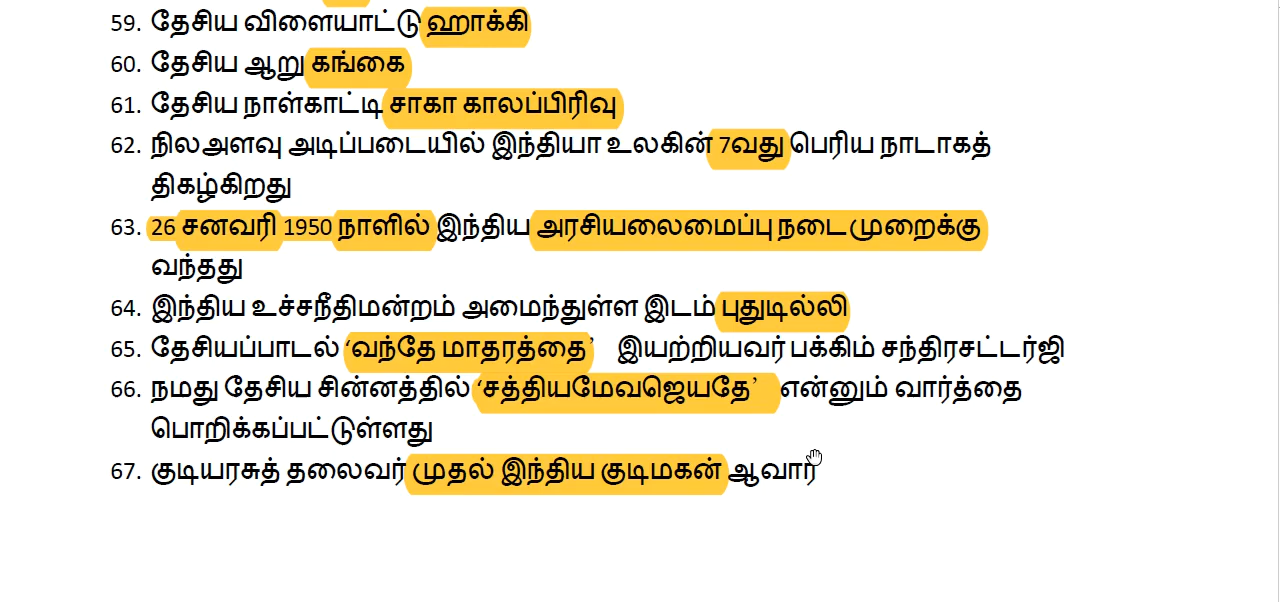 59. தேசிய விளையாட்டு ஹாக்கி
60. தேசிய ஆறு கங்கை
61. தேசிய நாள்காட்டி சாகா காலப்பிரிவு
62. நிலஅளவு அடிப்படையில் இந்தியா உலகின் 7வது பெரிய நாடாகத்
திகழ்கிறது
63. 26 சனவரி 1950 நாளில் இந்திய அரசியலைமைப்பு நடைமுறைக்கு
வந்தது
64. இந்திய உச்சநீதிமன்றம் அமைந்துள்ள இடம் புதுடில்லி
65. தேசியப்பாடல் ‘வந்தே மாதரத்தை’ இயற்றியவர் பக்கிம் சந்திரசட்டர்ஜி
66. நமது தேசிய சின்னத்தில் ‘சத்தியமேவஜெயதே’ என்னும் வார்த்தை
பொறிக்கப்பட்டுள்ளது
67. குடியரசுத் தலைவர் முதல் இந்திய குடிமகன் ஆவார்